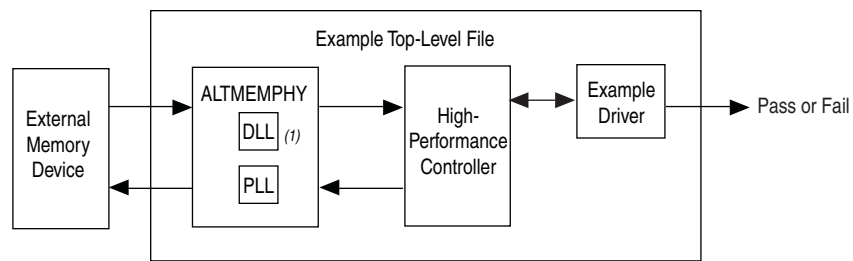 Example Top-Level File
External
Memory
Device
ALTMEMPHY
DLL (1)
PLL
High-
Performance
Controller
Example
Driver
Pass or Fail